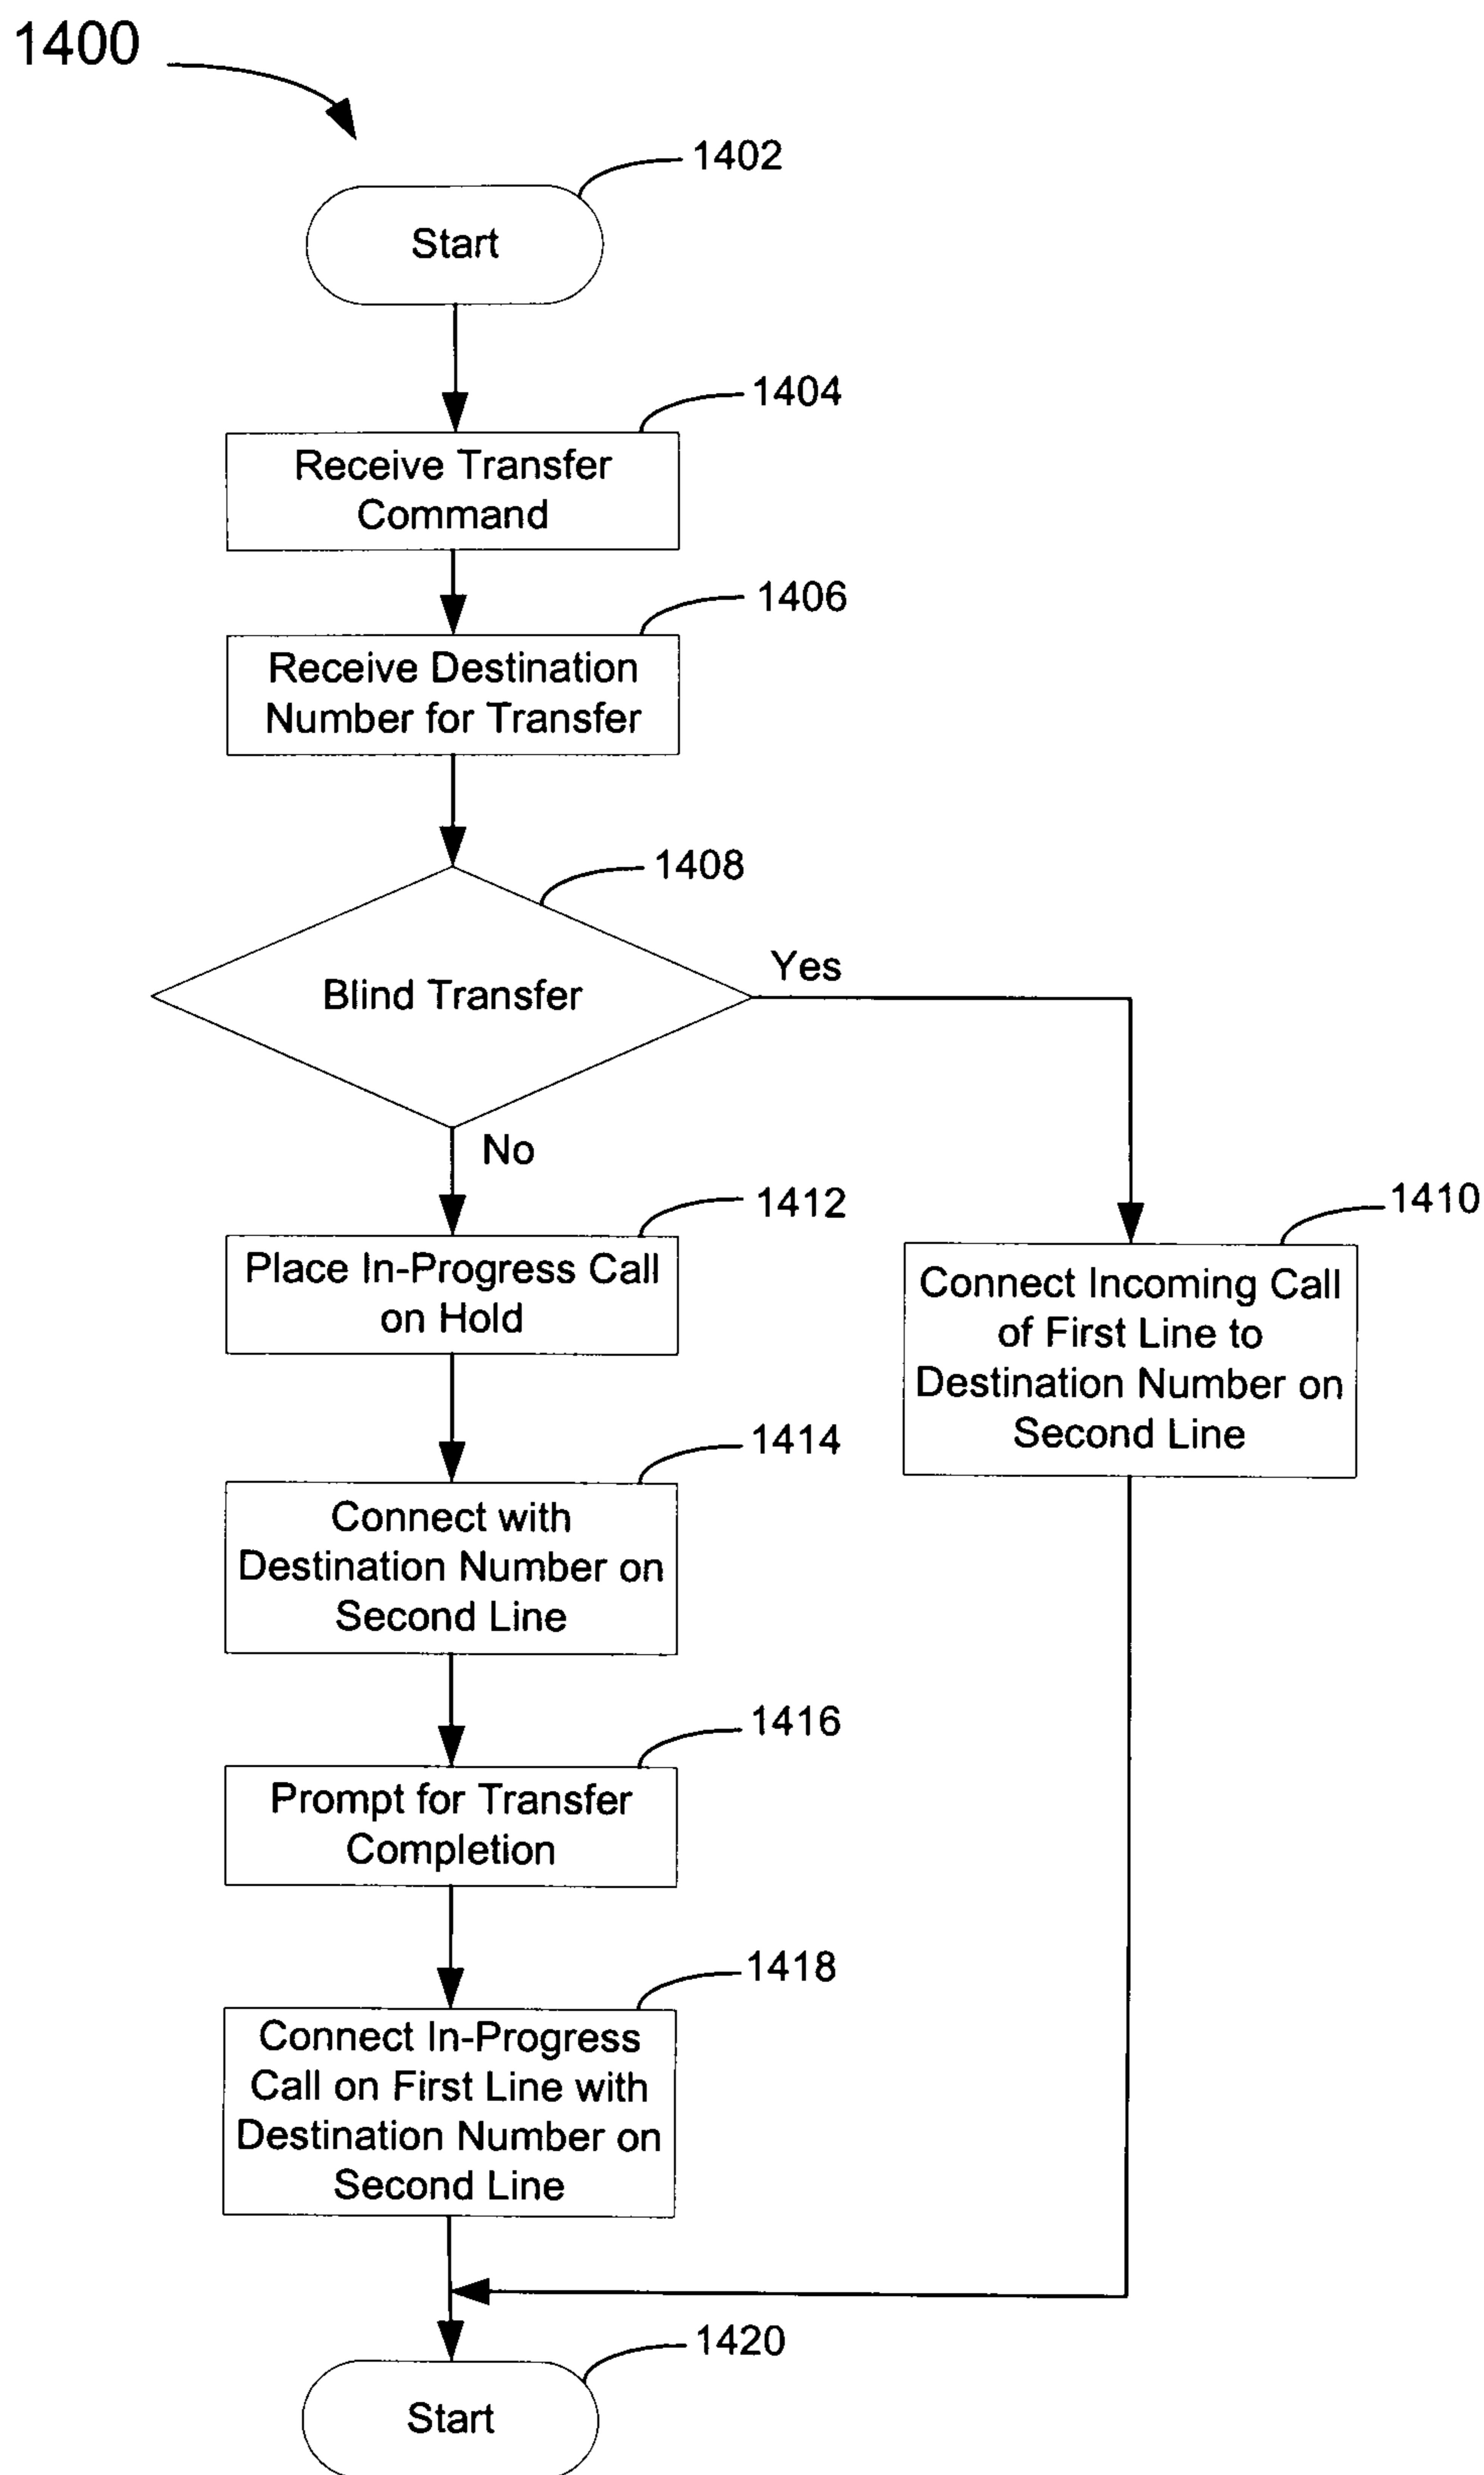 1400
1402
Start
1404
Receive Transfer
Command
1406
Receive Destination
Number for Transfer
1408
Blind Transfer
Yes
No
1412
Place In-Progress Call
on Hold
1410
Connect Incoming Call
of First Line to
Destination Number on
Second Line
1414
Connect with
Destination Number on
Second Line
1416
Prompt for Transfer
Completion
1418
Connect In-Progress
Call on First Line with
Destination Number on
Second Line
1420
Start